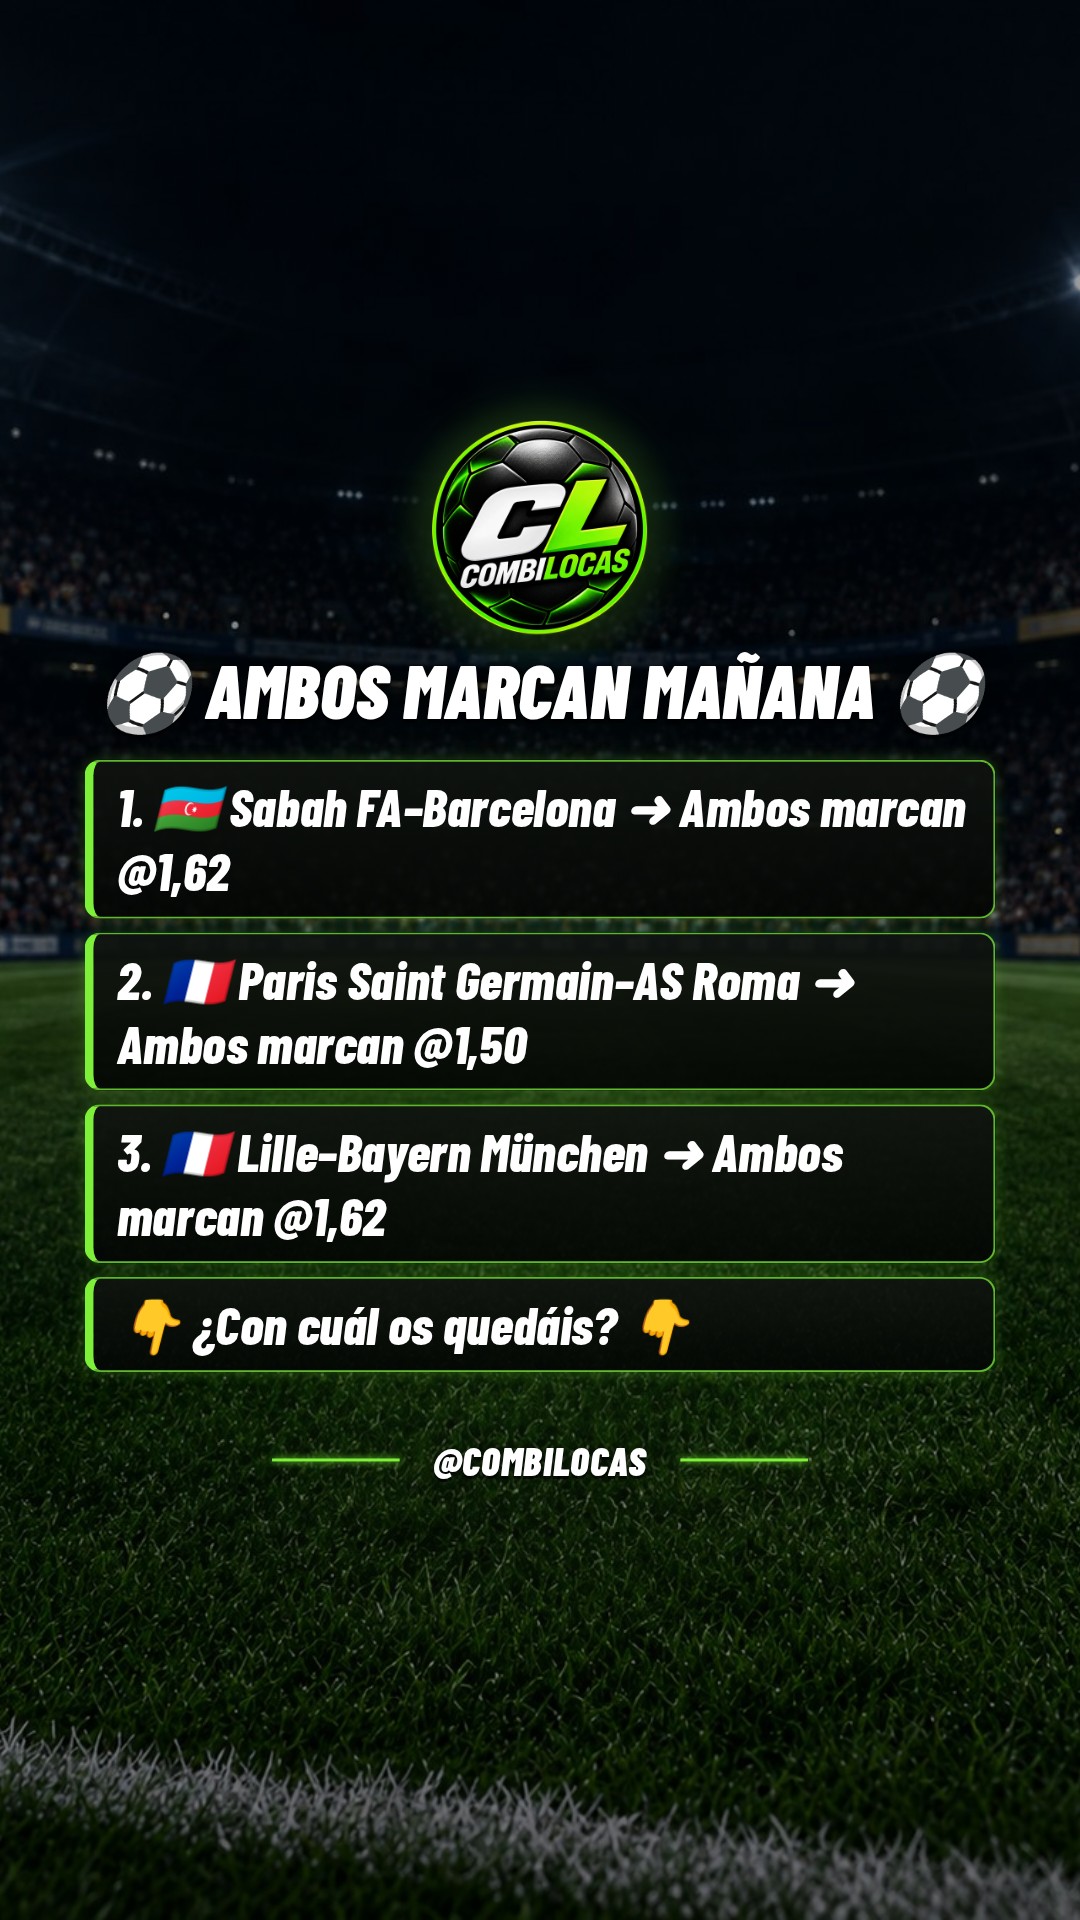 CL
COMBILOCAS
⚽ AMBOS MARCAN MAÑANA ⚽
1. 🇦🇿 Sabah FA-Barcelona ➜ Ambos marcan
@1,62
2. 🇫🇷 Paris Saint Germain-AS Roma ➜
Ambos marcan @1,50
3. 🇫🇷 Lille-Bayern München ➜ Ambos
marcan @1,62
👇 ¿Con cuál os quedáis? 👇
@COMBILOCAS